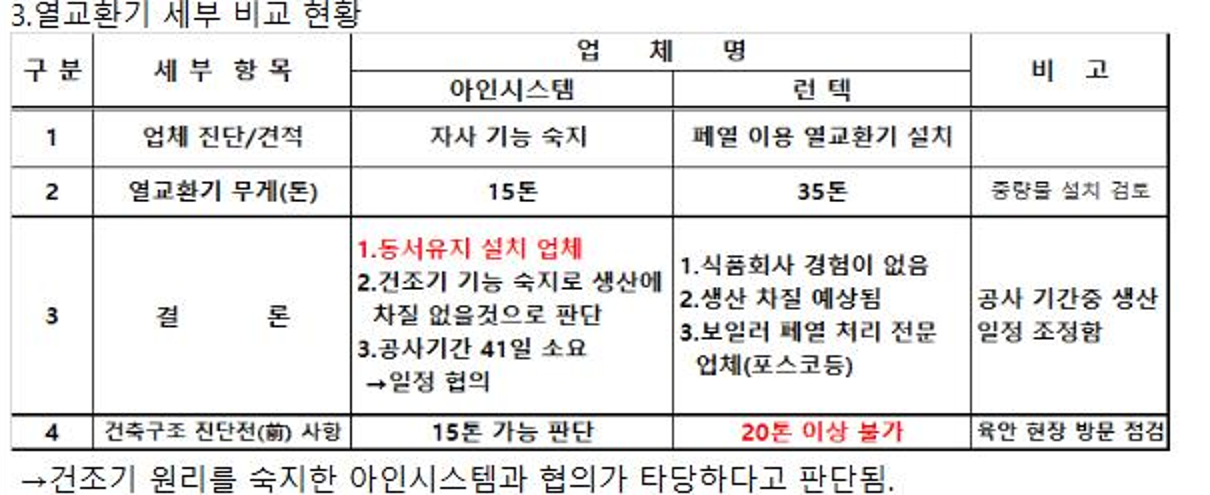 3.열교환기 세부 비교 현황
구 분 세 부 항 목 업 체 명 비 고
아인시스템 런 텍
1 업체 진단/견적 자사 기능 숙지 페열 이용 열교환기 설치
2 열교환기 무게(톤) 15톤 35톤 중량물 설치 검토
3 결 론
1.동서유지 설치 업체
2.건조기 기능 숙지로 생산에
차질 없을것으로 판단
3.공사기간 41일 소요
→일정 협의
1.식품회사 경험이 없음
2.생산 차질 예상됨
3.보일러 페열 처리 전문
업체(포스코등)
공사 기간중 생산
일정 조정함
4 건축구조 진단전(前) 사항 15톤 가능 판단 20톤 이상 불가 육안 현장 방문 점검
→건조기 원리를 숙지한 아인시스템과 협의가 타당하다고 판단됨.